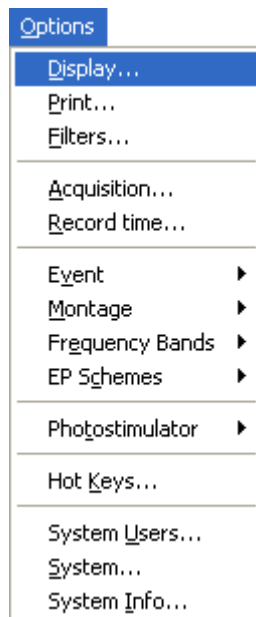 Options
Display...
Print...
Filters...
Acquisition...
Record time...
Event
Montage
Frequency Bands
EP Schemes
Photostimulator
Hot Keys...
System Users...
System...
System Info...